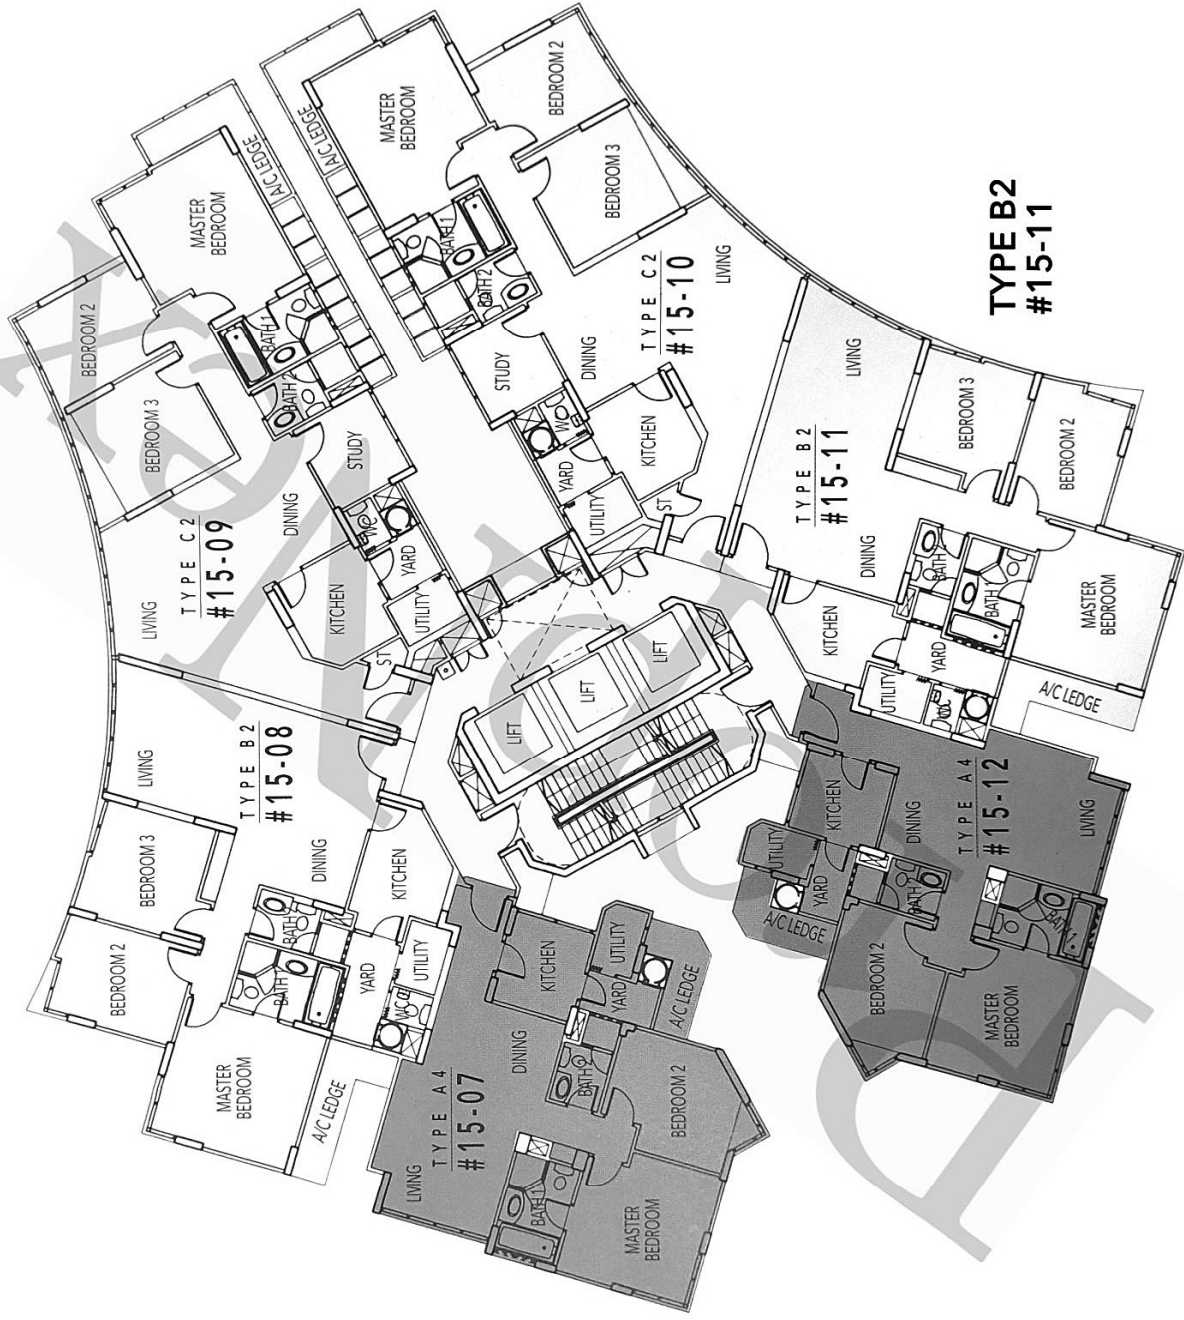 BEDROOM 2
MASTER
BEDROOM
A/C LEDGE
BEDROOM 3
BATH 1
BATH 2
STUDY
DINING
TYPE C2
#15-10
LIVING
WC
YARD
KITCHEN
UTILITY
ST
BEDROOM 2
MASTER
BEDROOM
A/C LEDGE
BEDROOM 3
BATH 1
BATH 2
STUDY
DINING
TYPE C2
#15-09
LIVING
WC
YARD
KITCHEN
UTILITY
ST
TYPE B2
#15-11
LIVING
BEDROOM 3
BEDROOM 2
TYPE B2
#15-11
DINING
KITCHEN
BATH
BATH 1
MASTER
BEDROOM
YARD
UTILITY
WC
A/C LEDGE
LIFT
LIFT
LIFT
LIVING
TYPE B2
#15-08
BEDROOM 3
DINING
BEDROOM 2
KITCHEN
BATH
BATH
YARD
UTILITY
WC
MASTER
BEDROOM
A/C LEDGE
KITCHEN
DINING
TYPE A4
#15-12
LIVING
UTILITY
YARD
BATH
BATH 1
A/C LEDGE
BEDROOM 2
MASTER
BEDROOM
KITCHEN
UTILITY
YARD
A/C LEDGE
DINING
BATH 2
TYPE A4
#15-07
LIVING
BEDROOM 2
BATH 1
MASTER
BEDROOM